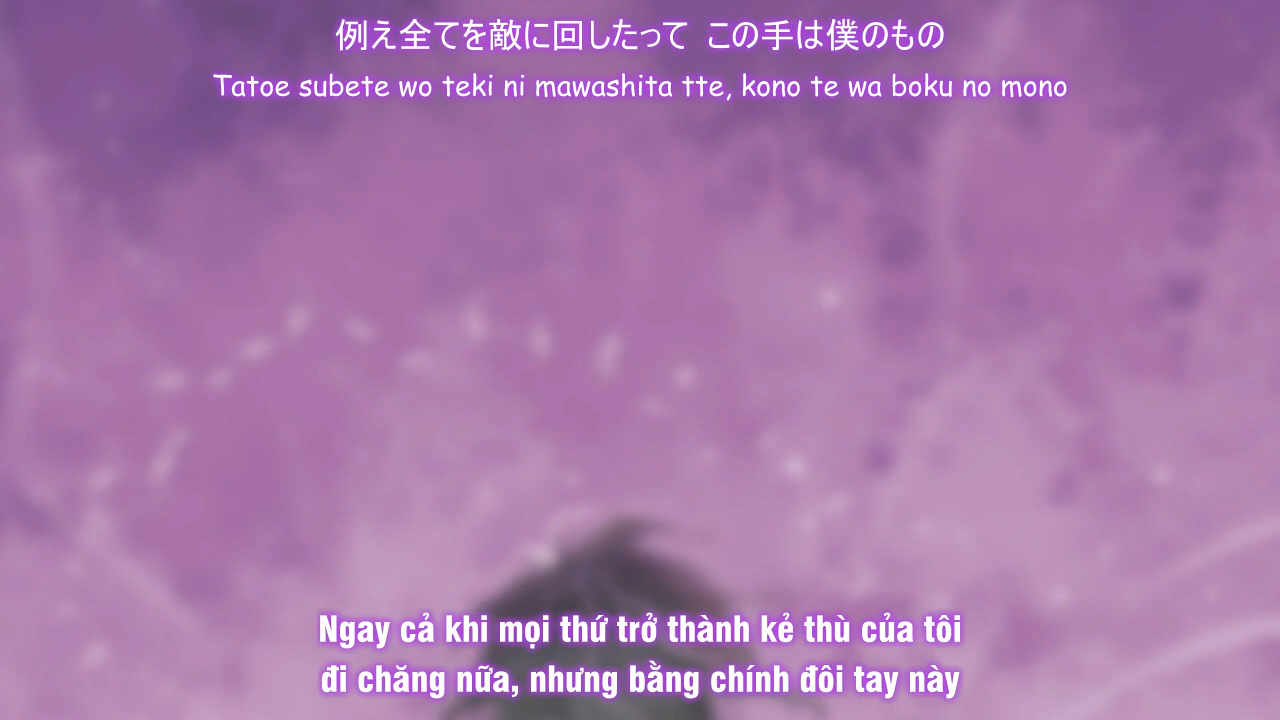 例え全てを敵に回したって この手は僕のもの
Tatoe subete wo teki ni mawashita tte, kono te wa boku no mono
Ngay cả khi mọi thứ trở thành kẻ thù của tôi
đi chăng nữa, nhưng bằng chính đôi tay này